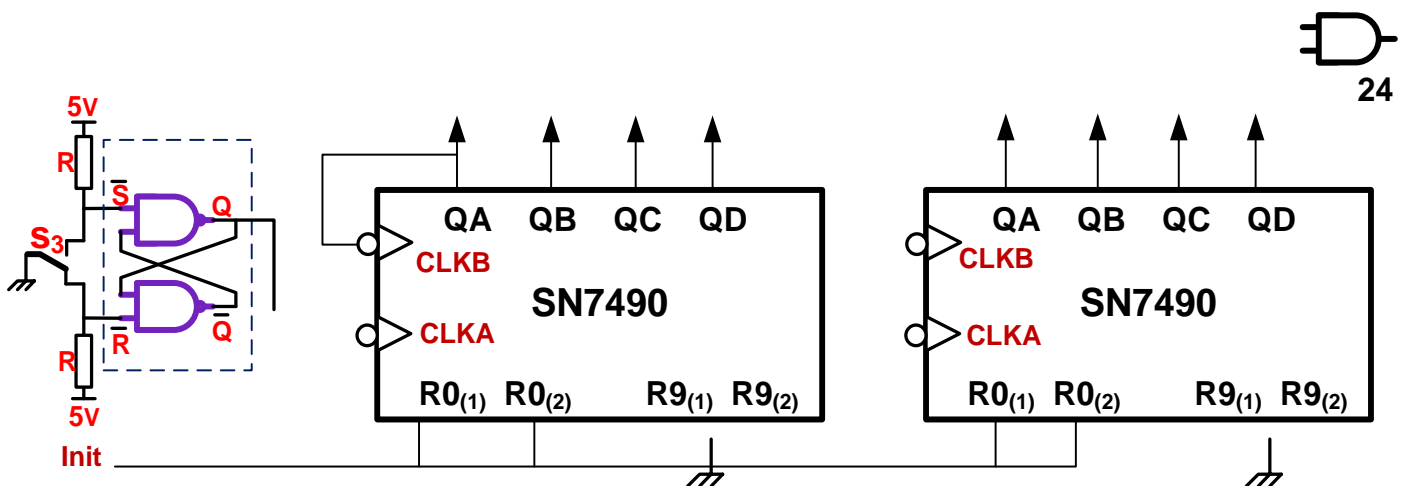 24
5V
R
S̅
Q
S3
R̅
Q̅
R
5V
Init
QA QB QC QD
CLKB
SN7490
CLKA
R0(1) R0(2) R9(1) R9(2)
QA QB QC QD
CLKB
SN7490
CLKA
R0(1) R0(2) R9(1) R9(2)